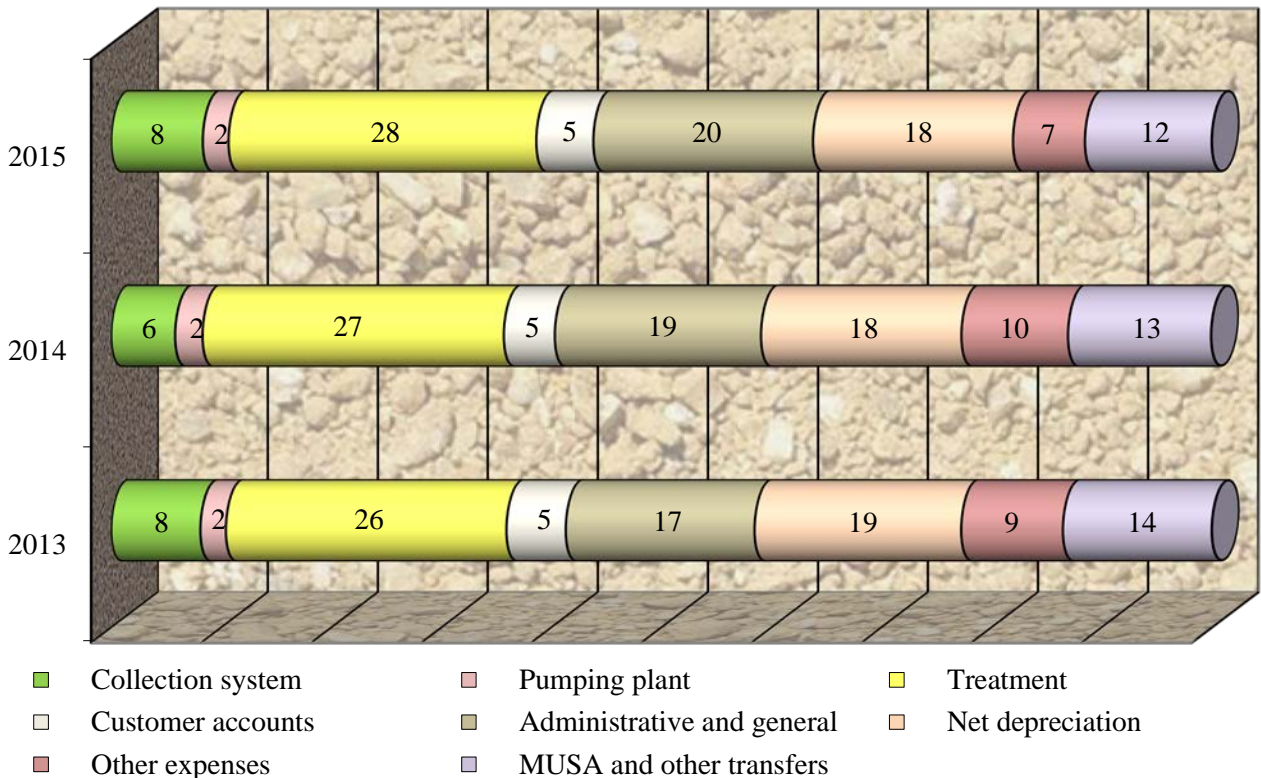 2015 8 2 28 5 20 18 7 12
2014 6 2 27 5 19 18 10 13
2013 8 2 26 5 17 19 9 14
Collection system Pumping plant Treatment
Customer accounts Administrative and general Net depreciation
Other expenses MUSA and other transfers